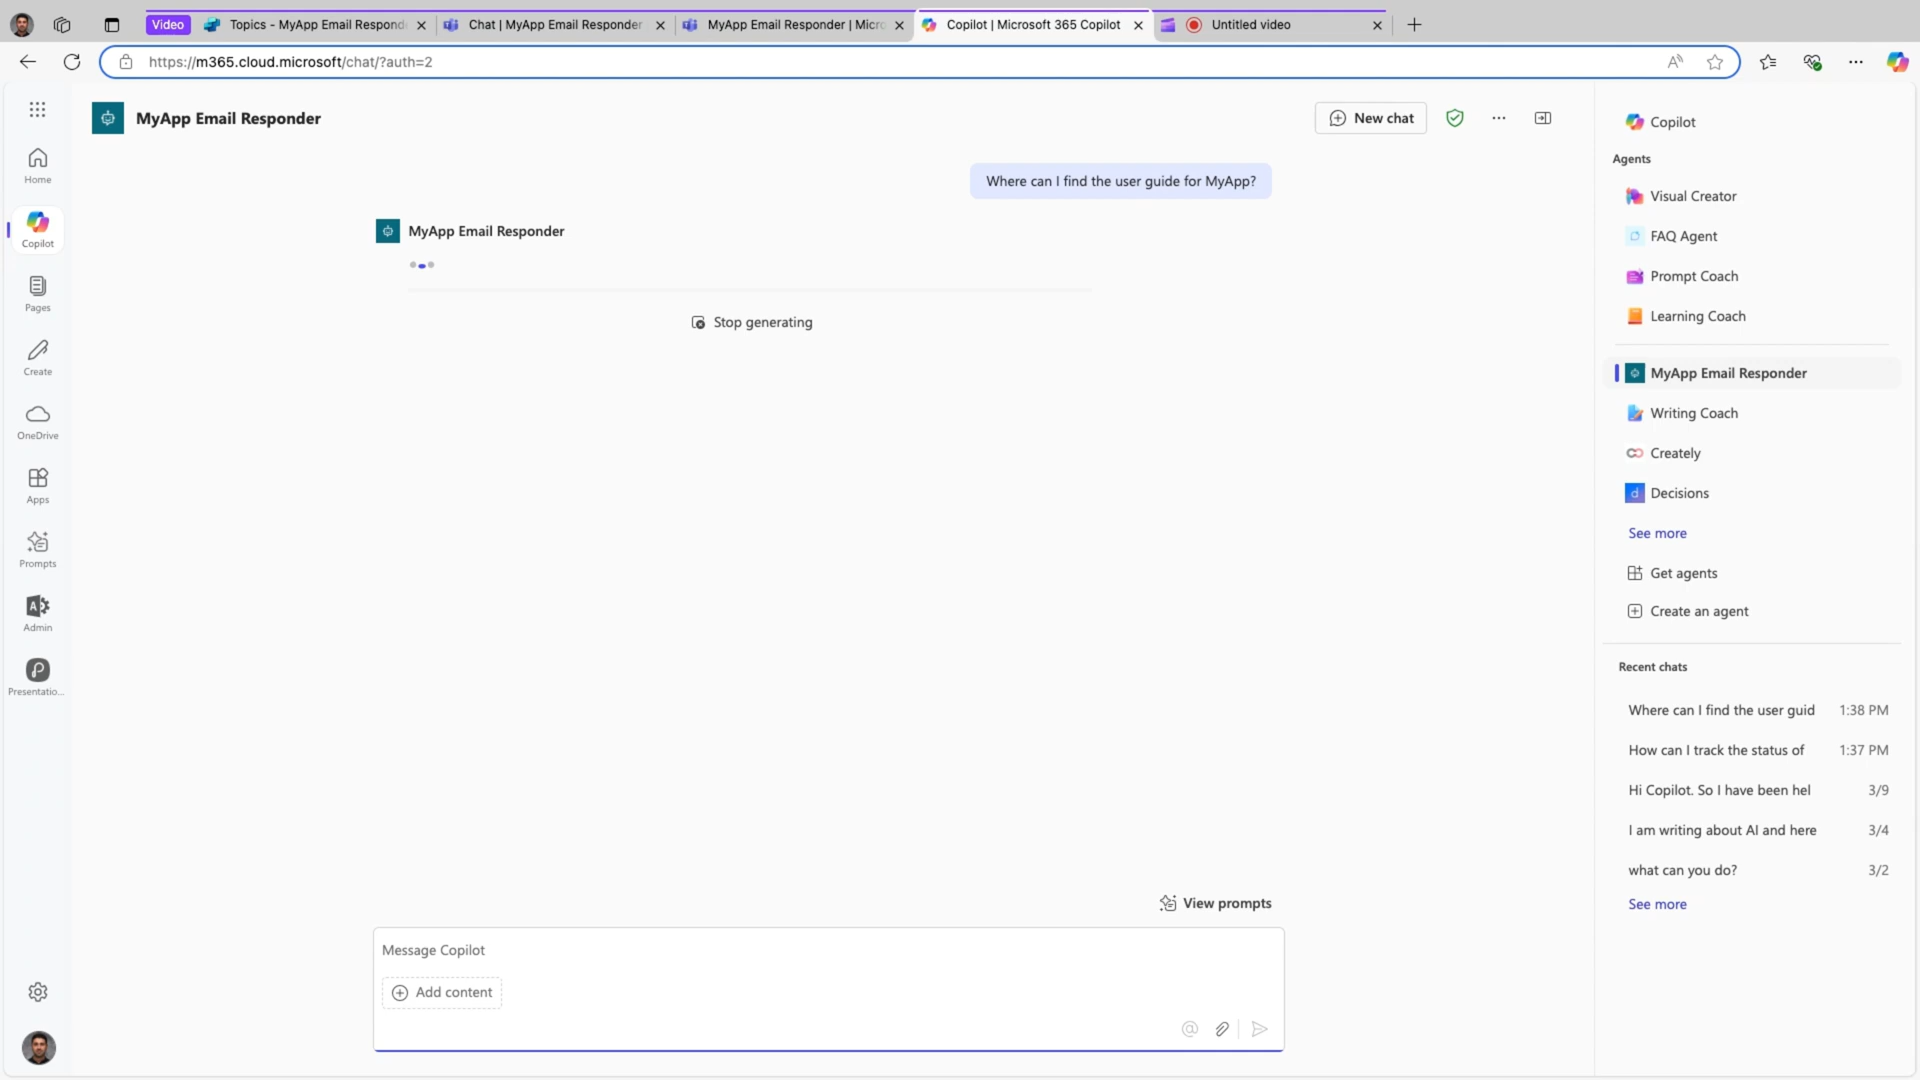 Video
Topics - MyApp Email Respond
Chat | MyApp Email Responder
MyApp Email Responder | Micro
Copilot | Microsoft 365 Copilot
Untitled video
https://m365.cloud.microsoft/chat/?auth=2
MyApp Email Responder
New chat
Where can I find the user guide for MyApp?
MyApp Email Responder
Stop generating
Home
Copilot
Pages
Create
OneDrive
Apps
Prompts
Admin
Presentatio...
View prompts
Message Copilot
Add content
Copilot
Agents
Visual Creator
FAQ Agent
Prompt Coach
Learning Coach
MyApp Email Responder
Writing Coach
Creately
Decisions
See more
Get agents
Create an agent
Recent chats
Where can I find the user guid 1:38 PM
How can I track the status of 1:37 PM
Hi Copilot. So I have been hel 3/9
I am writing about AI and here 3/4
what can you do? 3/2
See more